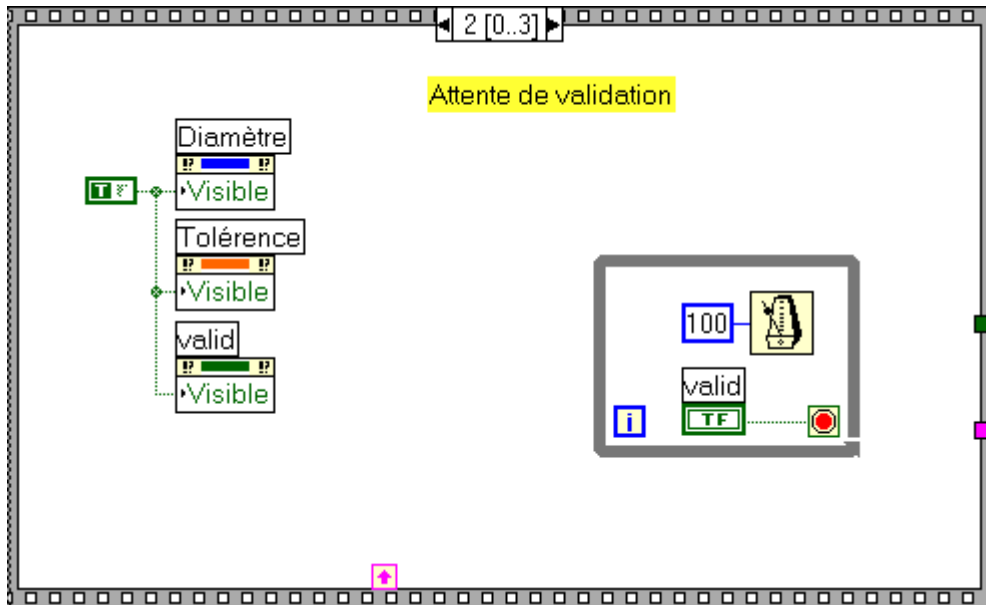 2 [0..3]
Attente de validation
Diamètre
!? !?
Visible
T
Tolérence
!? !?
Visible
valid
!? !?
Visible
100
valid
TF
i